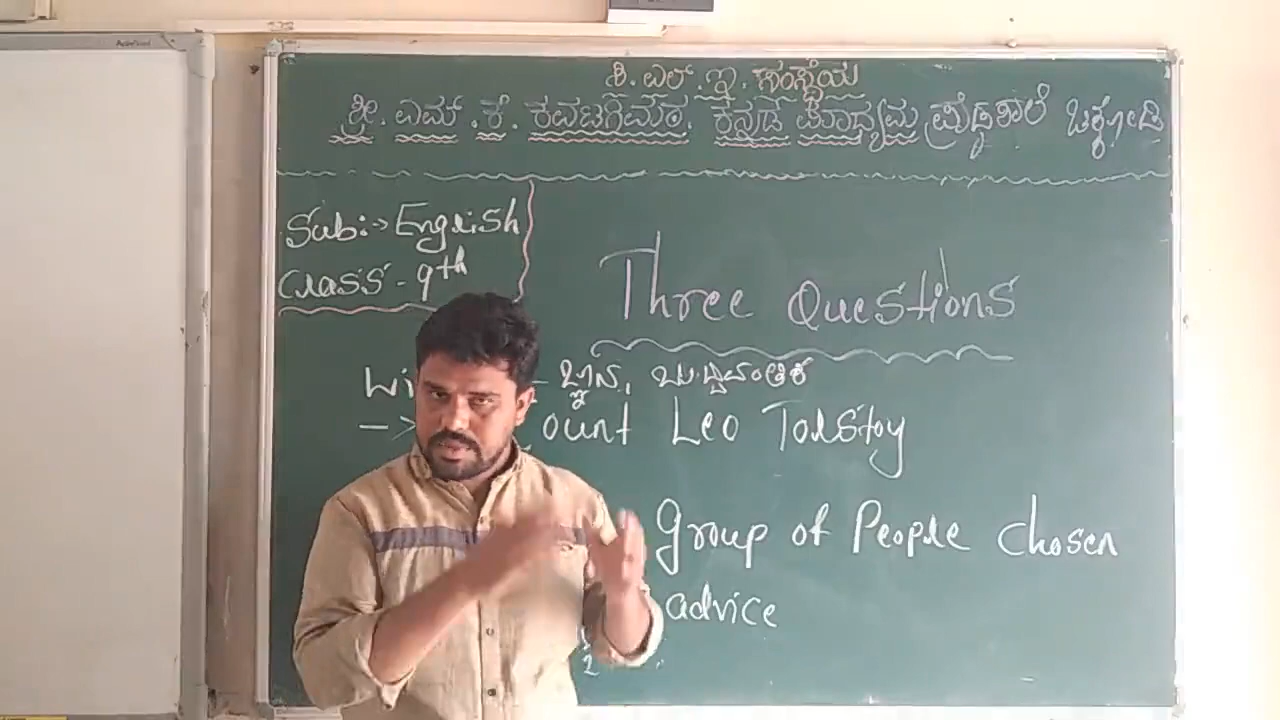 ಶಿ. ಎಲ್. ಇ. ಸಂಸ್ಥೆಯ
ಶ್ರೀ. ಎಮ್. ಕೆ. ಕವಟಗಿಮಠ. ಕನ್ನಡ ಮಾಧ್ಯಮ ಪ್ರೌಢಶಾಲೆ ಚಿಕ್ಕೋಡಿ
Sub:→ English
Class - 9th
Three Questions
- ಜ್ಞಾನ, ಬುದ್ಧಿವಂತಿಕೆ
→ Count Leo Tolstoy
group of People chosen
advice
2